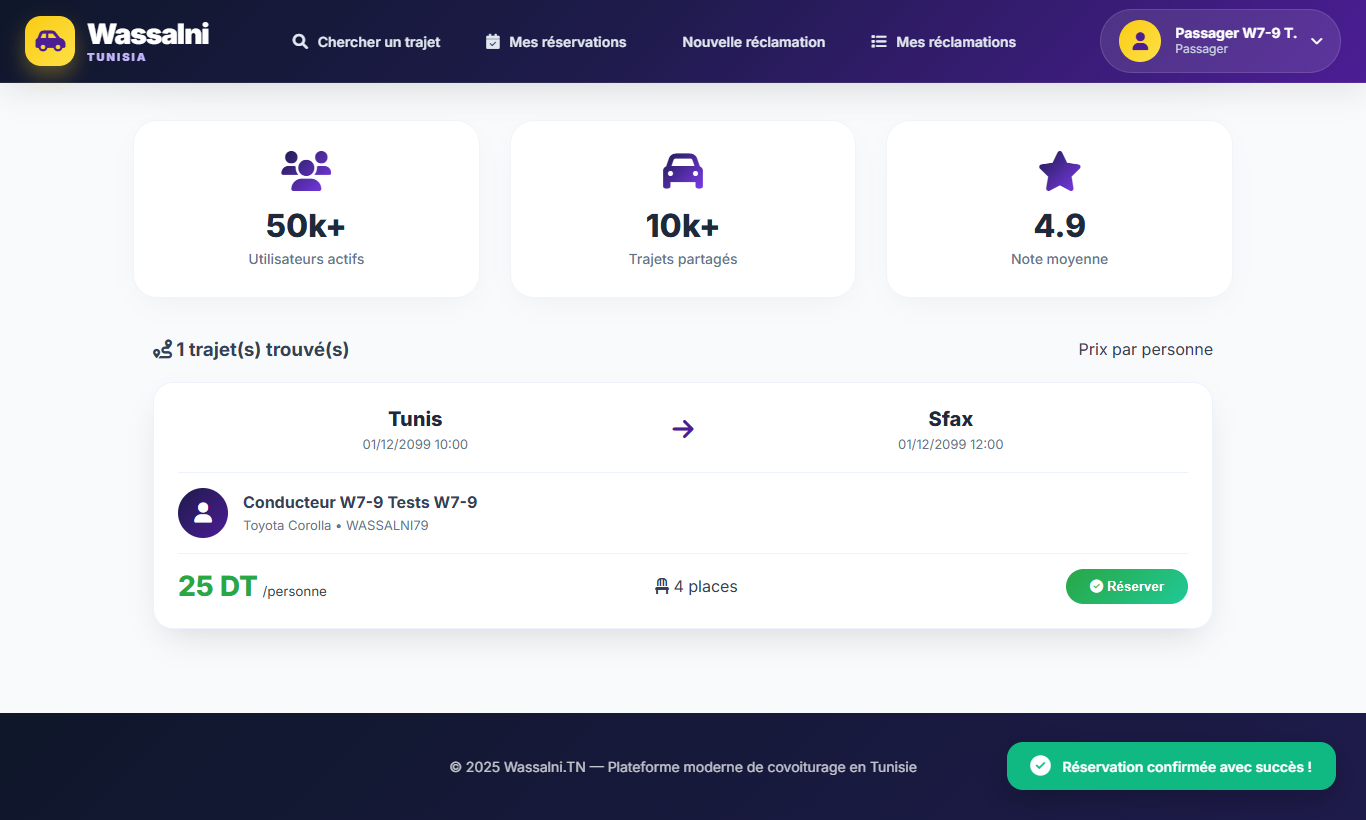 Wassalni
TUNISIA
Chercher un trajet
Mes réservations
Nouvelle réclamation
Mes réclamations
Passager W7-9 T.
Passager
50k+
Utilisateurs actifs
10k+
Trajets partagés
4.9
Note moyenne
1 trajet(s) trouvé(s)
Prix par personne
Tunis
01/12/2099 10:00
Sfax
01/12/2099 12:00
Conducteur W7-9 Tests W7-9
Toyota Corolla • WASSALNI79
25 DT /personne
4 places
Réserver
© 2025 Wassalni.TN — Plateforme moderne de covoiturage en Tunisie
Réservation confirmée avec succès !